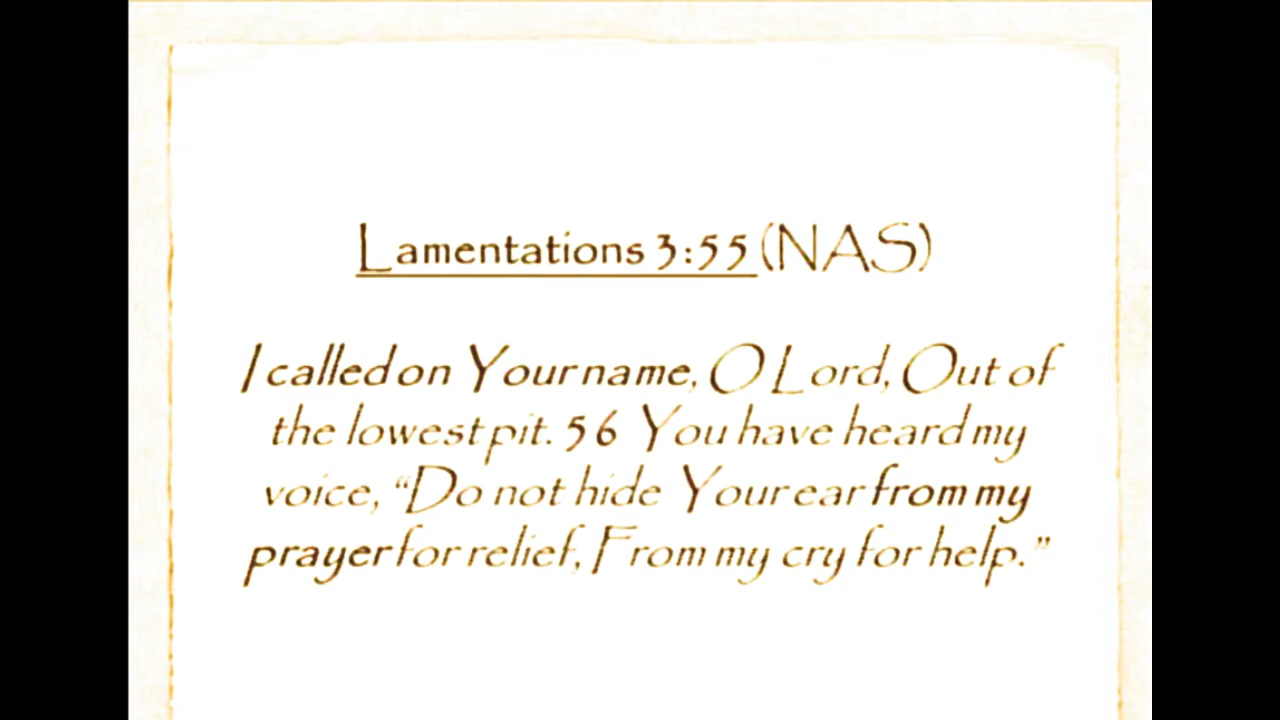 Lamentations 3:55 (NAS)
I called on Your name, O Lord, Out of
the lowest pit. 56 You have heard my
voice, “Do not hide Your ear from my
prayer for relief, From my cry for help.”